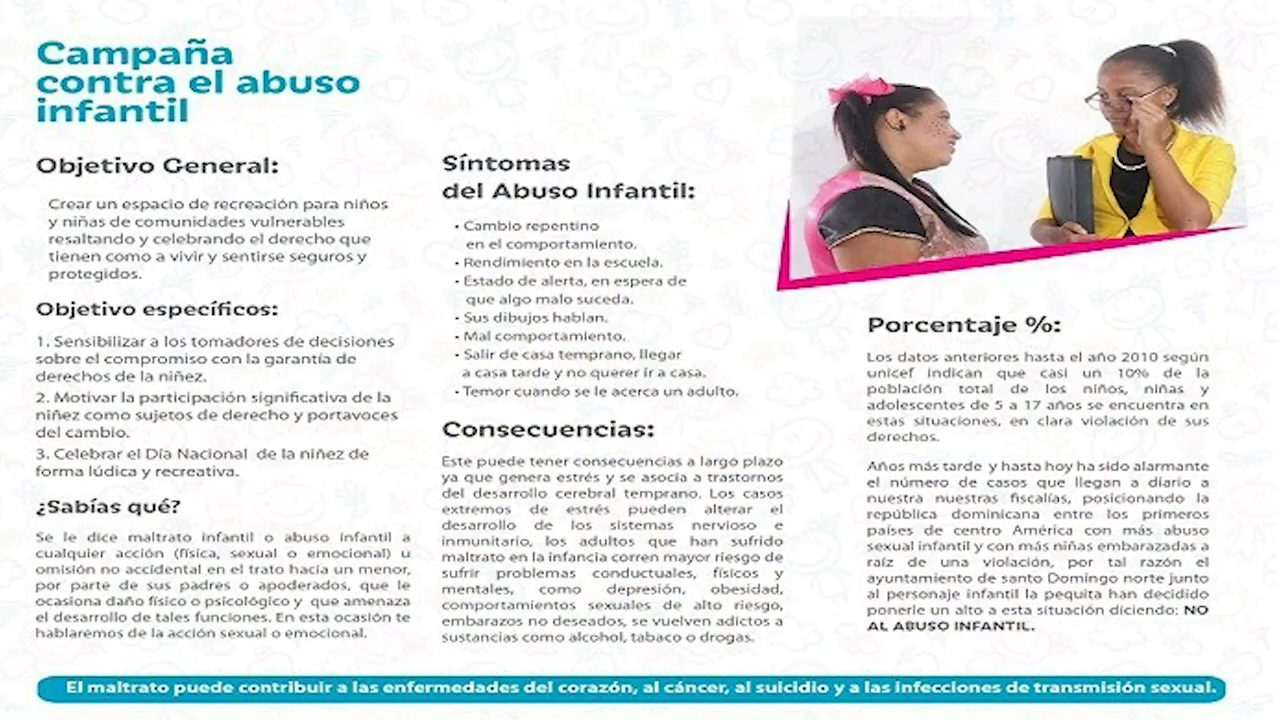 Campaña
contra el abuso
infantil
Objetivo General:
Crear un espacio de recreación para niños
y niñas de comunidades vulnerables
resaltando y celebrando el derecho que
tienen como a vivir y sentirse seguros y
protegidos.
Objetivo específicos:
1. Sensibilizar a los tomadores de decisiones
sobre el compromiso con la garantía de
derechos de la niñez.
2. Motivar la participación significativa de la
niñez como sujetos de derecho y portavoces
del cambio.
3. Celebrar el Día Nacional de la niñez de
forma lúdica y recreativa.
¿Sabías qué?
Se le dice maltrato infantil o abuso infantil a
cualquier acción (física, sexual o emocional) u
omisión no accidental en el trato hacia un menor,
por parte de sus padres o apoderados, que le
ocasiona daño físico o psicológico y que amenaza
el desarrollo de tales funciones. En esta ocasión te
hablaremos de la acción sexual o emocional.
Síntomas
del Abuso Infantil:
• Cambio repentino
en el comportamiento.
• Rendimiento en la escuela.
• Estado de alerta, en espera de
que algo malo suceda.
• Sus dibujos hablan.
• Mal comportamiento.
• Salir de casa temprano, llegar
a casa tarde y no querer ir a casa.
• Temor cuando se le acerca un adulto.
Consecuencias:
Este puede tener consecuencias a largo plazo
ya que genera estrés y se asocia a trastornos
del desarrollo cerebral temprano. Los casos
extremos de estrés pueden alterar el
desarrollo de los sistemas nervioso e
inmunitario, los adultos que han sufrido
maltrato en la infancia corren mayor riesgo de
sufrir problemas conductuales, físicos y
mentales, como depresión, obesidad,
comportamientos sexuales de alto riesgo,
embarazos no deseados, se vuelven adictos a
sustancias como alcohol, tabaco o drogas.
Porcentaje %:
Los datos anteriores hasta el año 2010 según
unicef indican que casi un 10% de la
población total de los niños, niñas y
adolescentes de 5 a 17 años se encuentra en
estas situaciones, en clara violación de sus
derechos.
Años más tarde y hasta hoy ha sido alarmante
el número de casos que llegan a diario a
nuestra nuestras fiscalías, posicionando la
república dominicana entre los primeros
países de centro América con más abuso
sexual infantil y con más niñas embarazadas a
raíz de una violación, por tal razón el
ayuntamiento de santo Domingo norte junto
al personaje infantil la pequita han decidido
ponerle un alto a esta situación diciendo: NO
AL ABUSO INFANTIL.
El maltrato puede contribuir a las enfermedades del corazón, al cáncer, al suicidio y a las infecciones de transmisión sexual.